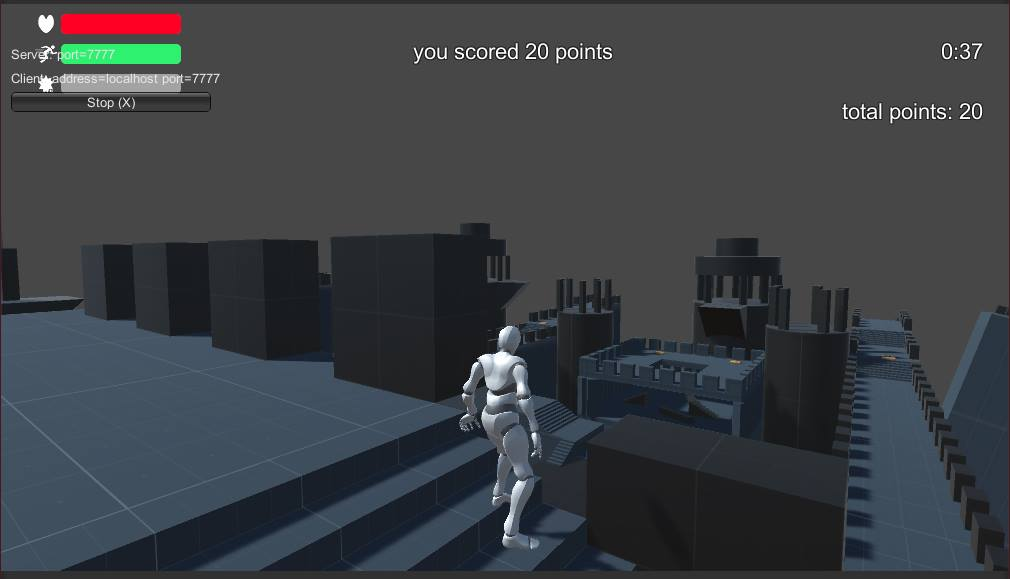 you scored 20 points
0:37
Server: port=7777
Client: address=localhost port=7777
Stop (X)
total points: 20